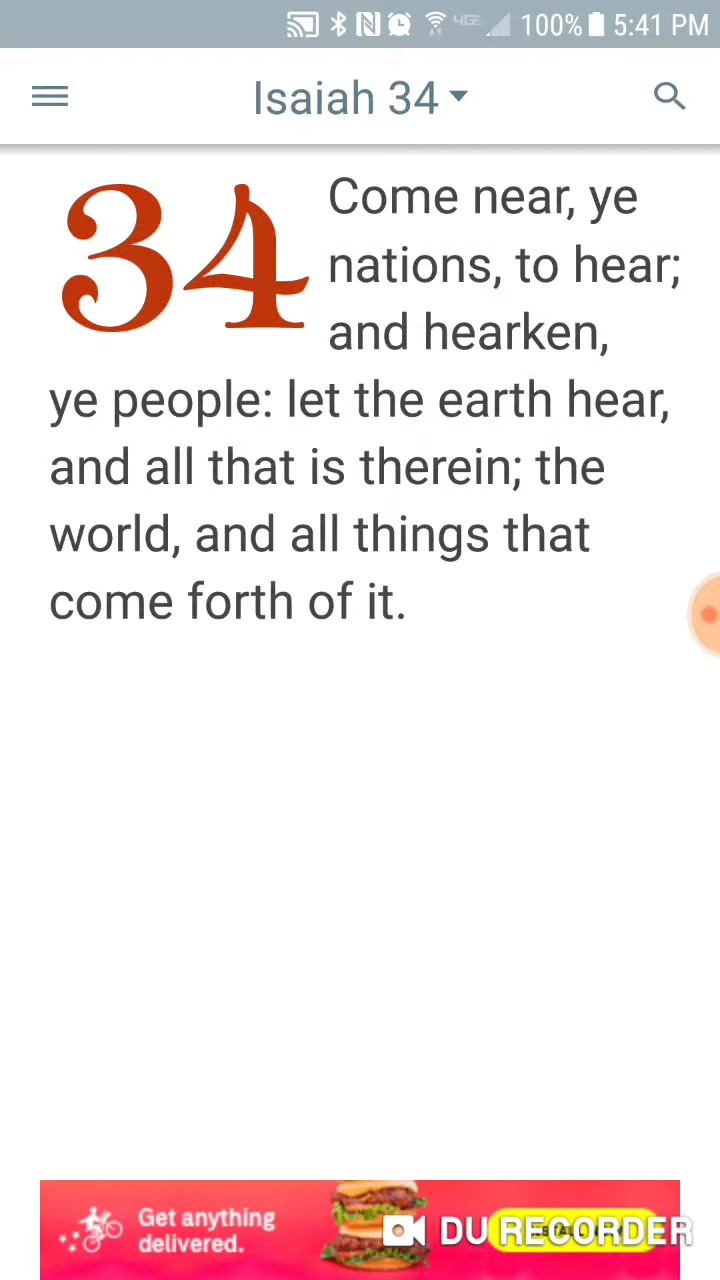 4G 100% 5:41 PM
Isaiah 34
34
Come near, ye
nations, to hear;
and hearken,
ye people: let the earth hear,
and all that is therein; the
world, and all things that
come forth of it.
Get anything
delivered.
DU RECORDER